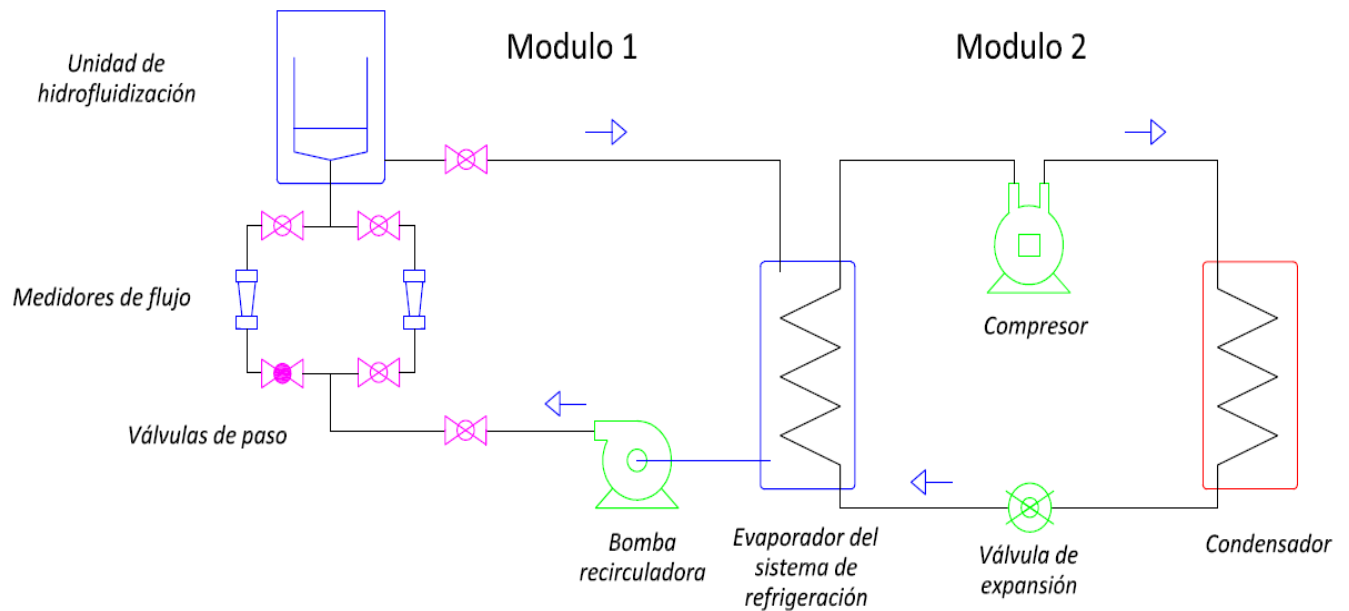 Modulo 1
Modulo 2
Unidad de
hidrofluidización
Medidores de flujo
Compresor
Válvulas de paso
Bomba
recirculadora
Evaporador del
sistema de
refrigeración
Válvula de
expansión
Condensador